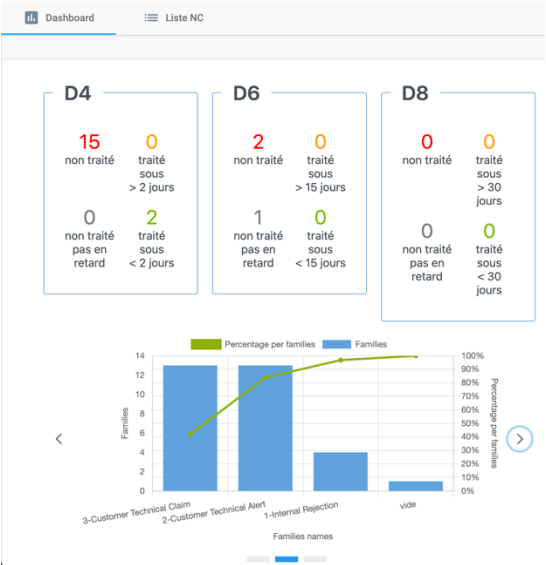 Dashboard
Liste NC
D4
15
non traité
0
traité
sous
> 2 jours
0
non traité
pas en
retard
2
traité
sous
< 2 jours
D6
2
non traité
0
traité
sous
> 15 jours
1
non traité
pas en
retard
0
traité
sous
< 15 jours
D8
0
non traité
0
traité
sous
> 30
jours
0
non traité
pas en
retard
0
traité
sous
< 30
jours
Percentage per families
Families
14
12
10
8
6
4
2
0
Families
100%
90%
80%
70%
60%
50%
40%
30%
20%
10%
0%
Percentage per families
3-Customer Technical Claim
2-Customer Technical Alert
1-Internal Rejection
vide
Families names